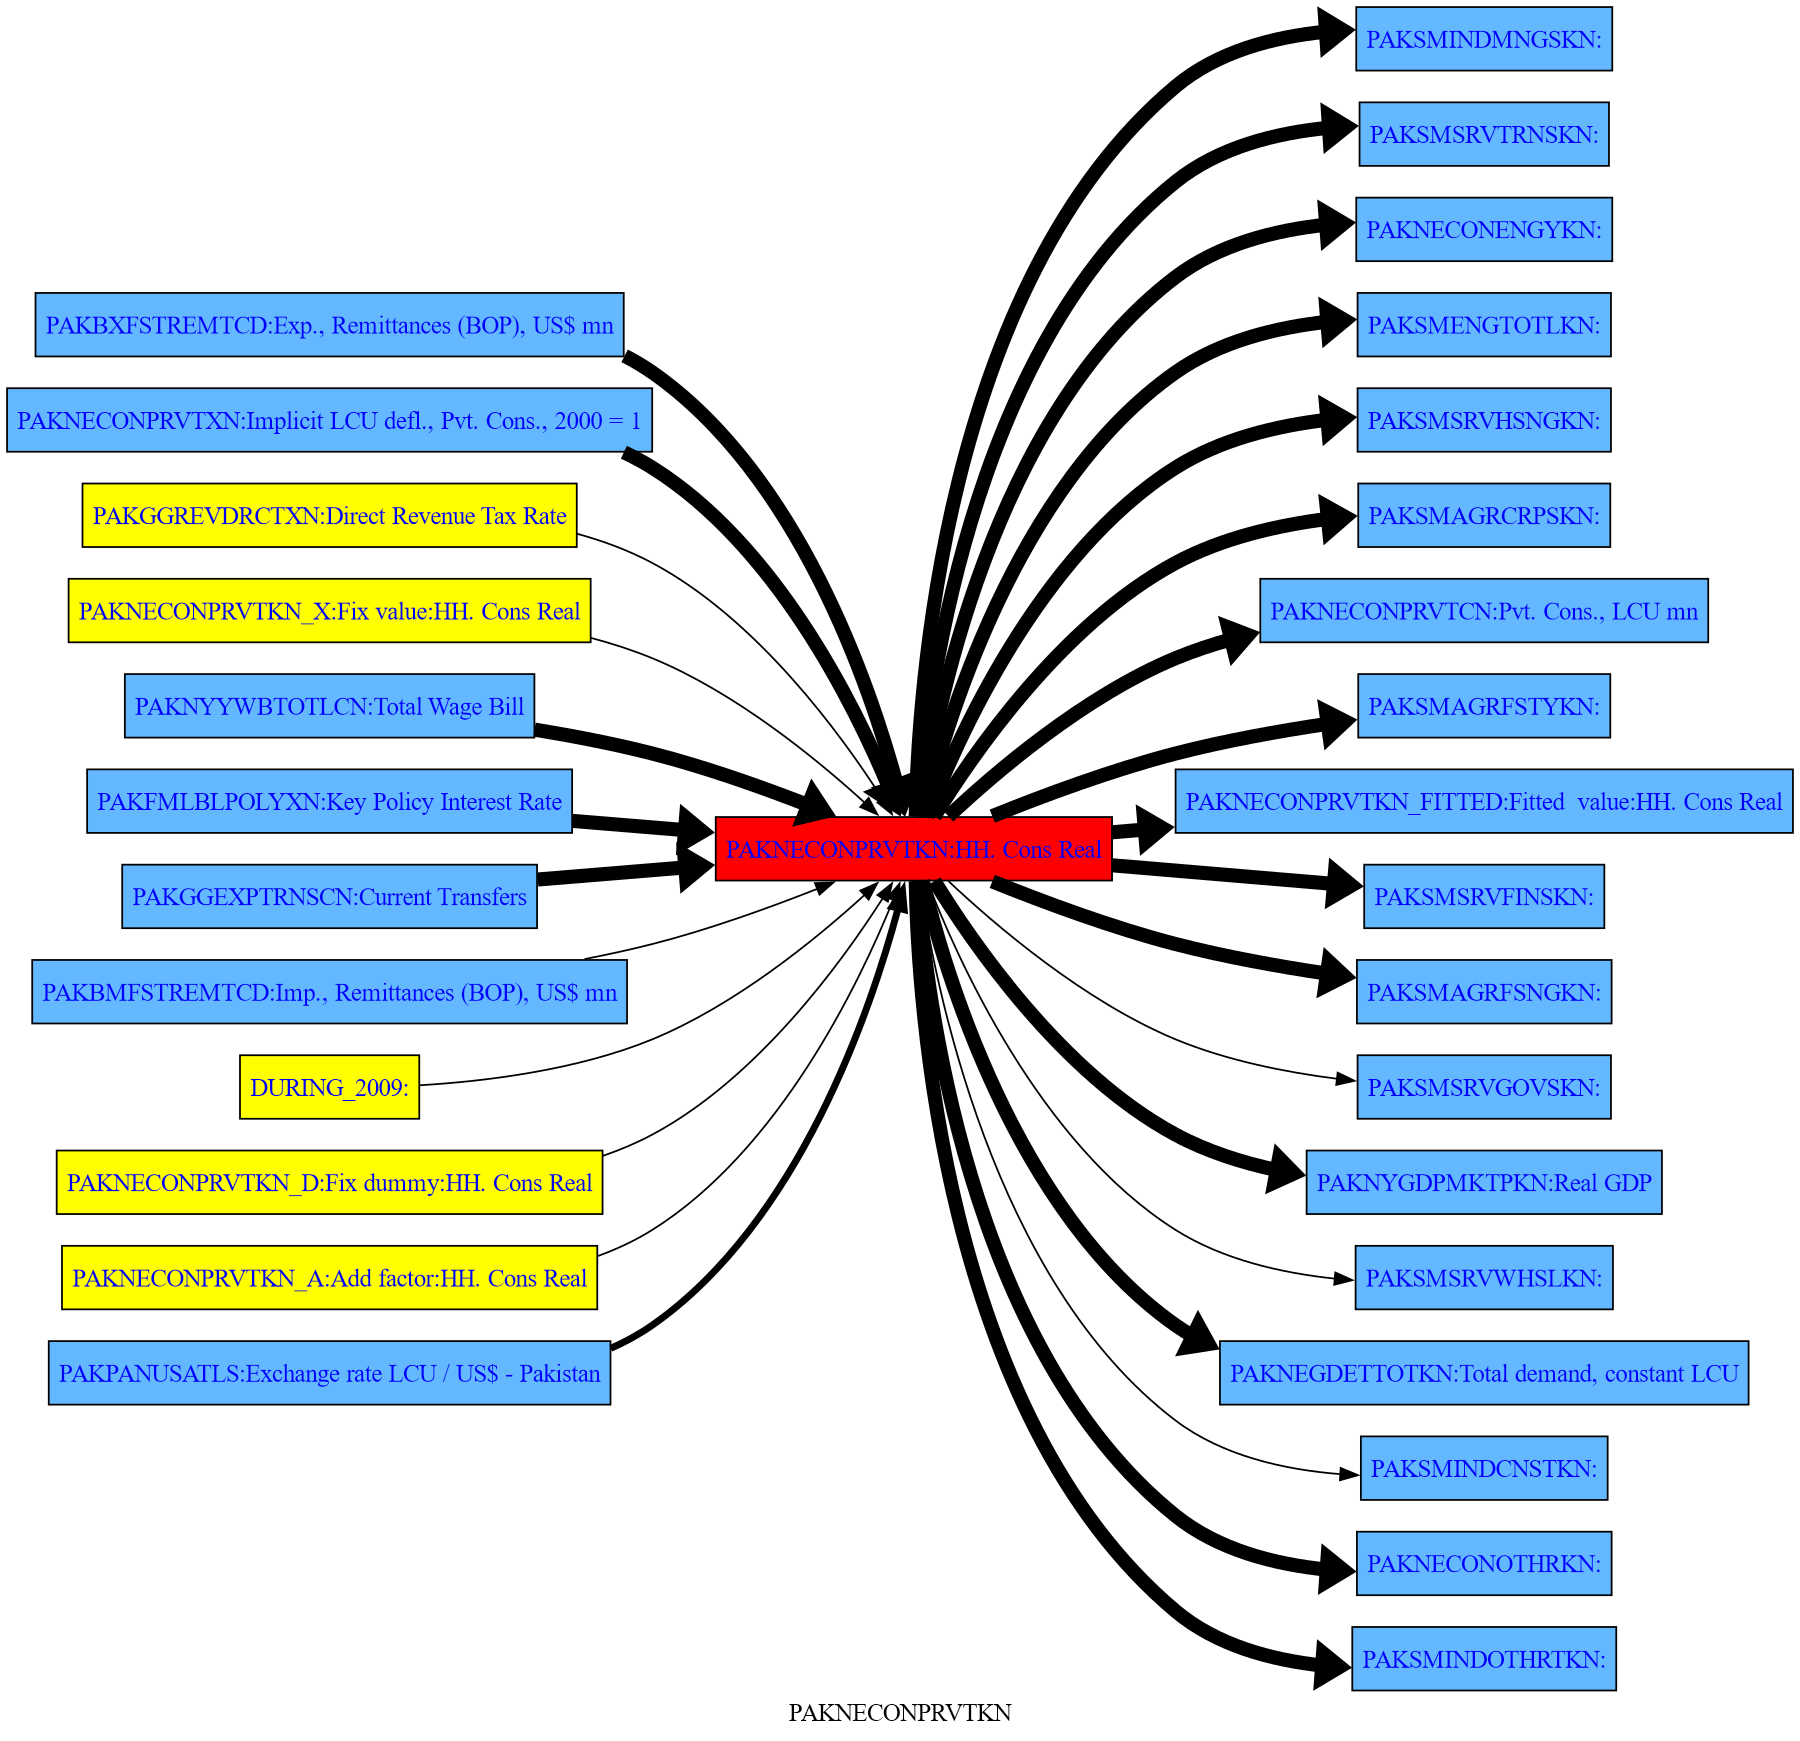 PAKBXFSTREMTCD:Exp., Remittances (BOP), US$ mn
PAKNECONPRVTXN:Implicit LCU defl., Pvt. Cons., 2000 = 1
PAKGGREVDRCTXN:Direct Revenue Tax Rate
PAKNECONPRVTKN_X:Fix value:HH. Cons Real
PAKNYYWBTOTLCN:Total Wage Bill
PAKFMLBLPOLYXN:Key Policy Interest Rate
PAKGGEXPTRNSCN:Current Transfers
PAKBMFSTREMTCD:Imp., Remittances (BOP), US$ mn
DURING_2009:
PAKNECONPRVTKN_D:Fix dummy:HH. Cons Real
PAKNECONPRVTKN_A:Add factor:HH. Cons Real
PAKPANUSATLS:Exchange rate LCU / US$ - Pakistan
PAKNECONPRVTKN:HH. Cons Real
PAKSMINDMNGSKN:
PAKSMSRVTRNSKN:
PAKNECONENGYKN:
PAKSMENGTOTLKN:
PAKSMSRVHSNGKN:
PAKSMAGRCRPSKN:
PAKNECONPRVTCN:Pvt. Cons., LCU mn
PAKSMAGRFSTYKN:
PAKNECONPRVTKN_FITTED:Fitted  value:HH. Cons Real
PAKSMSRVFINSKN:
PAKSMAGRFSNGKN:
PAKSMSRVGOVSKN:
PAKNYGDPMKTPKN:Real GDP
PAKSMSRVWHSLKN:
PAKNEGDETTOTKN:Total demand, constant LCU
PAKSMINDCNSTKN:
PAKNECONOTHRKN:
PAKSMINDOTHRTKN:
PAKNECONPRVTKN